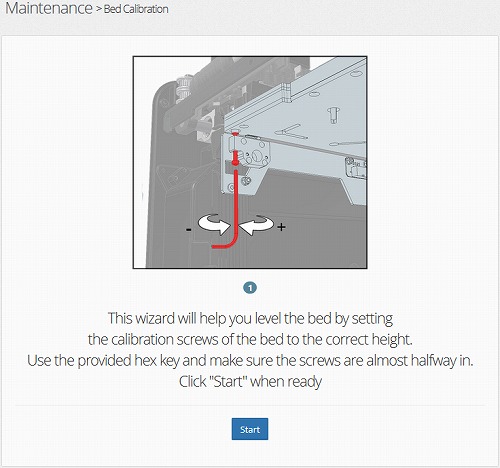 Maintenance > Bed Calibration
- +
1
This wizard will help you level the bed by setting
the calibration screws of the bed to the correct height.
Use the provided hex key and make sure the screws are almost halfway in.
Click "Start" when ready
Start